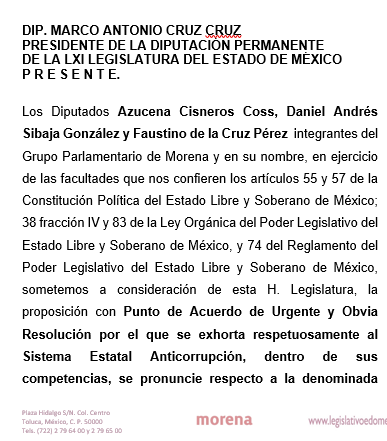 DIP. MARCO ANTONIO CRUZ CRUZ
PRESIDENTE DE LA DIPUTACIÓN PERMANENTE
DE LA LXI LEGISLATURA DEL ESTADO DE MÉXICO
P R E S E N T E.
Los Diputados Azucena Cisneros Coss, Daniel Andrés
Sibaja González y Faustino de la Cruz Pérez integrantes del
Grupo Parlamentario de Morena y en su nombre, en ejercicio
de las facultades que nos confieren los artículos 55 y 57 de la
Constitución Política del Estado Libre y Soberano de México;
38 fracción IV y 83 de la Ley Orgánica del Poder Legislativo del
Estado Libre y Soberano de México, y 74 del Reglamento del
Poder Legislativo del Estado Libre y Soberano de México,
sometemos a consideración de esta H. Legislatura, la
proposición con Punto de Acuerdo de Urgente y Obvia
Resolución por el que se exhorta respetuosamente al
Sistema Estatal Anticorrupción, dentro de sus
competencias, se pronuncie respecto a la denominada
Plaza Hidalgo S/N. Col. Centro
Toluca, México, C. P. 50000
Tels. (722) 2 79 64 00 y 2 79 65 00
morena
www.legislativoedome